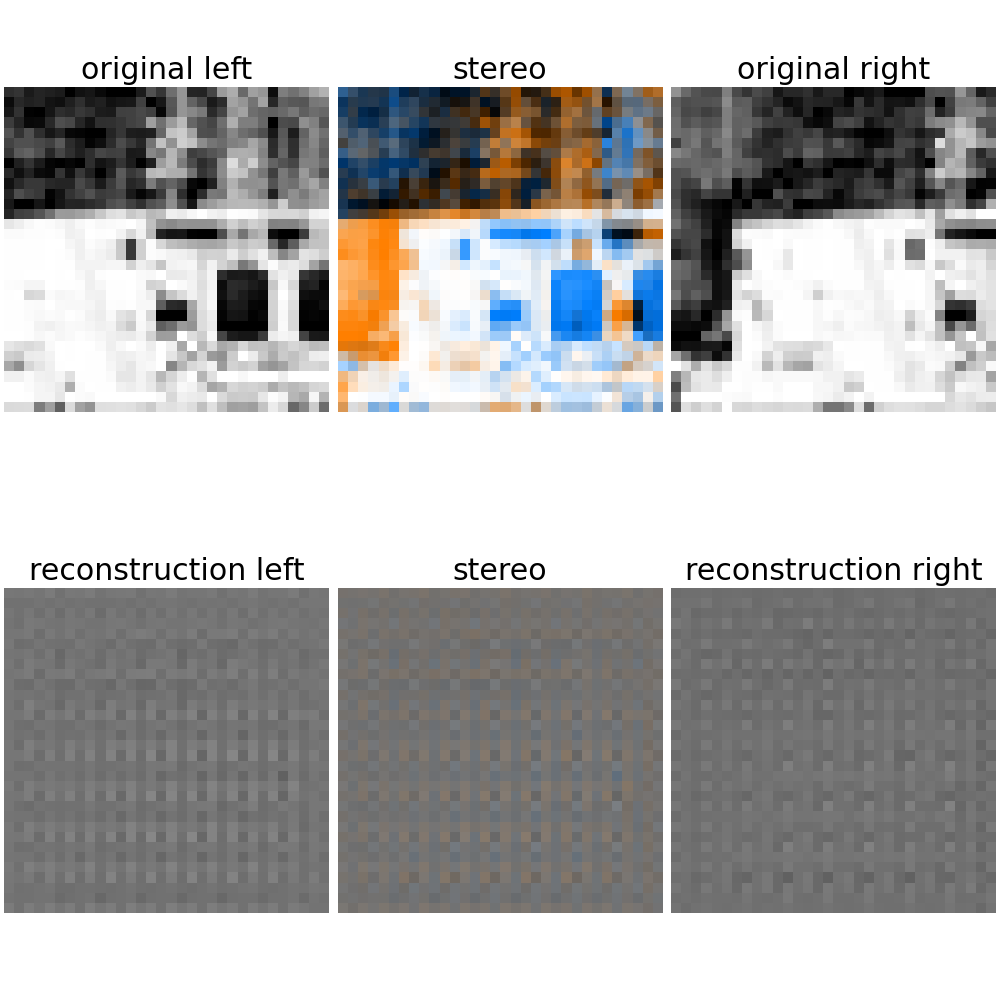 original left
stereo
original right
reconstruction left
stereo
reconstruction right